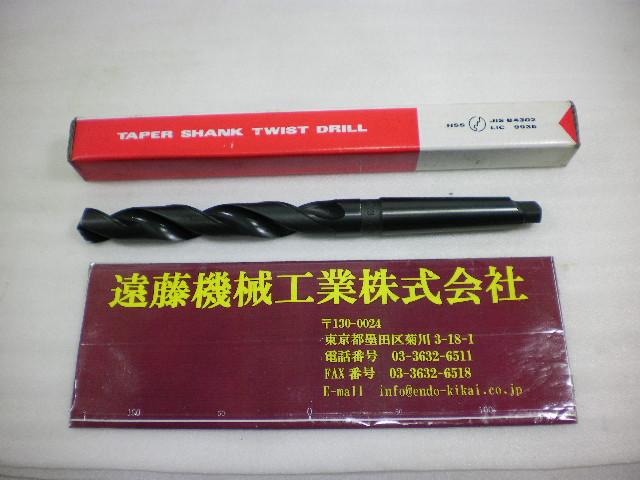 TAPER SHANK TWIST DRILL
HSS JIS B4302
LIC 9936
遠藤機械工業株式会社
〒130-0024
東京都墨田区菊川 3-18-1
電話番号 03-3632-6511
FAX 番号 03-3632-6518
E-mail info@endo-kikai.co.jp
100 50 0 50 100